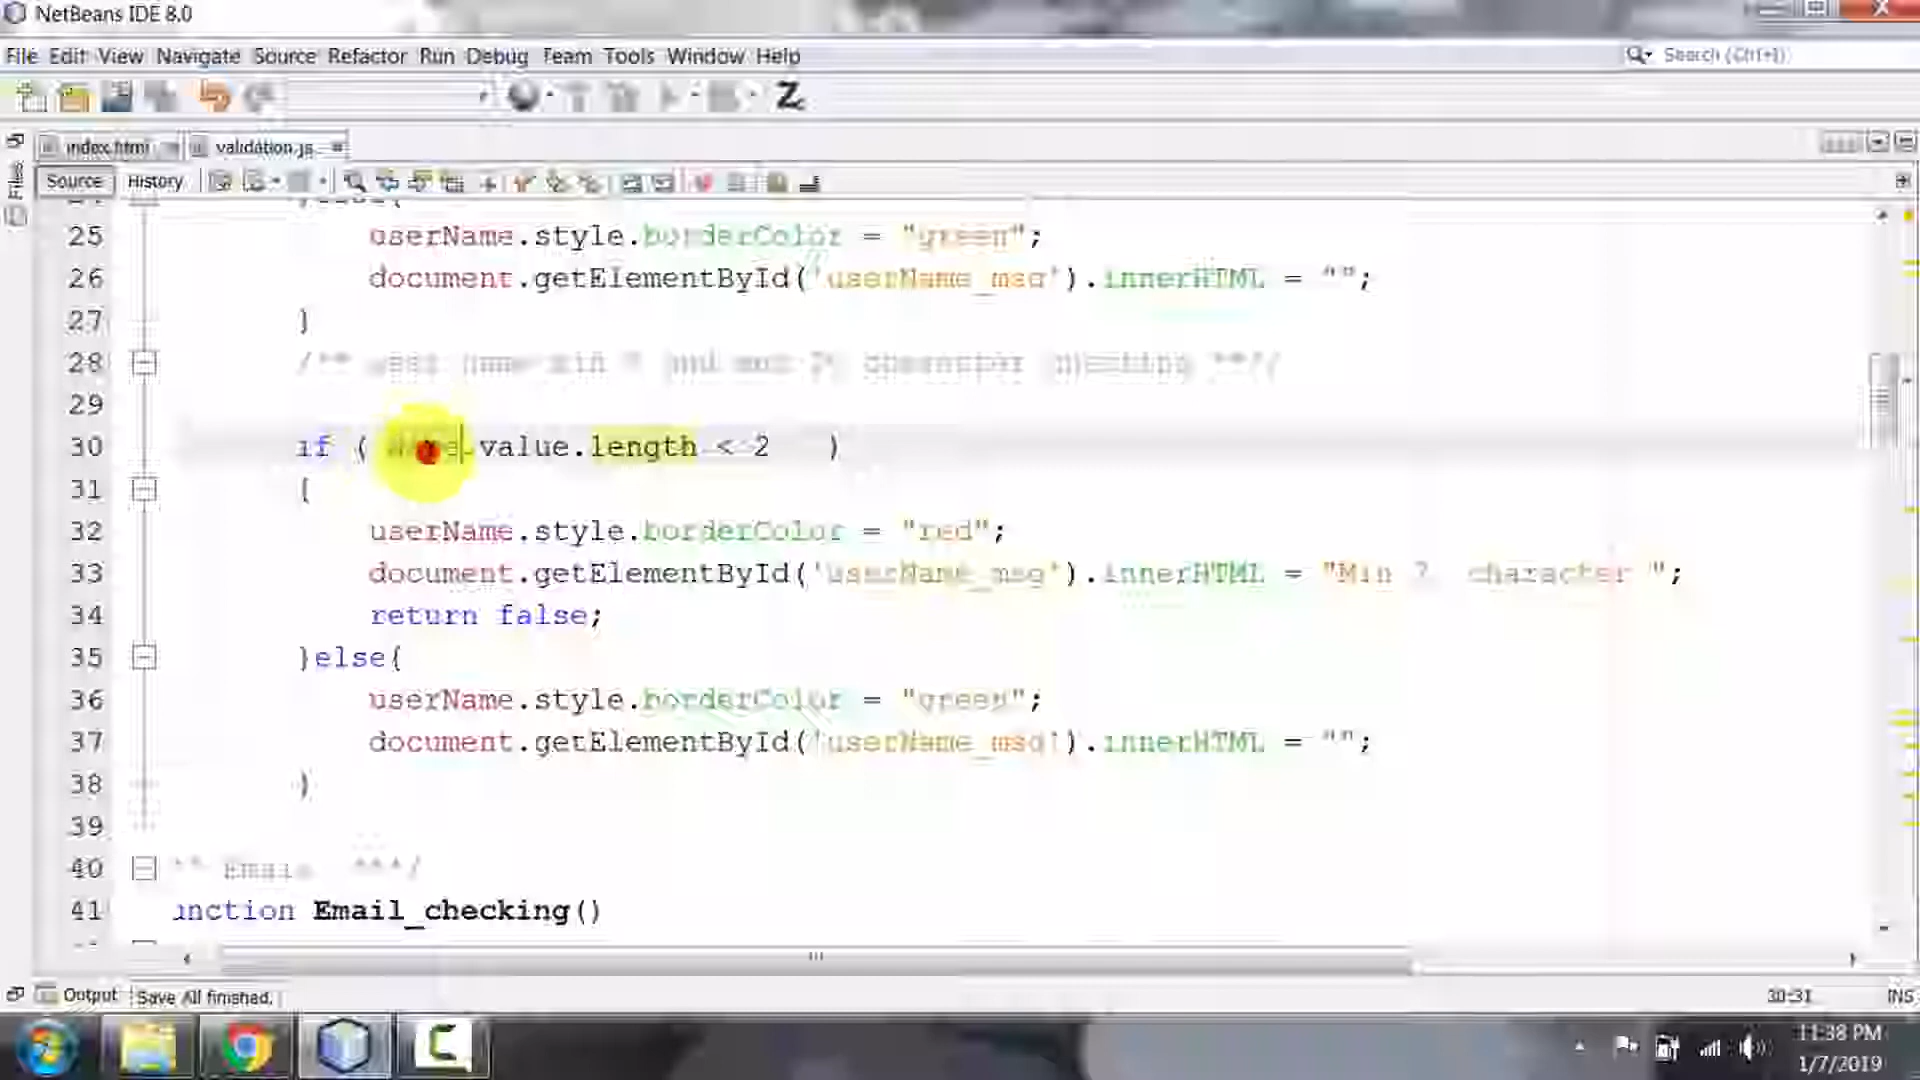 NetBeans IDE 8.0
File Edit View Navigate Source Refactor Run Debug Team Tools Window Help
Search (Ctrl+I)
index.html validation.js
Files
Source History
25 userName.style.borderColor = "green";
26 document.getElementById('userName_msg').innerHTML = "";
27 }
28 /** checking **/
29
30 if ( .value.length < 2 )
31 {
32 userName.style.borderColor = "red";
33 document.getElementById('userName_msg').innerHTML = "Min 2 character ";
34 return false;
35 }else{
36 userName.style.borderColor = "green";
37 document.getElementById('userName_msg').innerHTML = "";
38 }
39
40 ** Email **/
41 unction Email_checking()
Output Save All finished.
30:31 INS
11:38 PM
1/7/2019